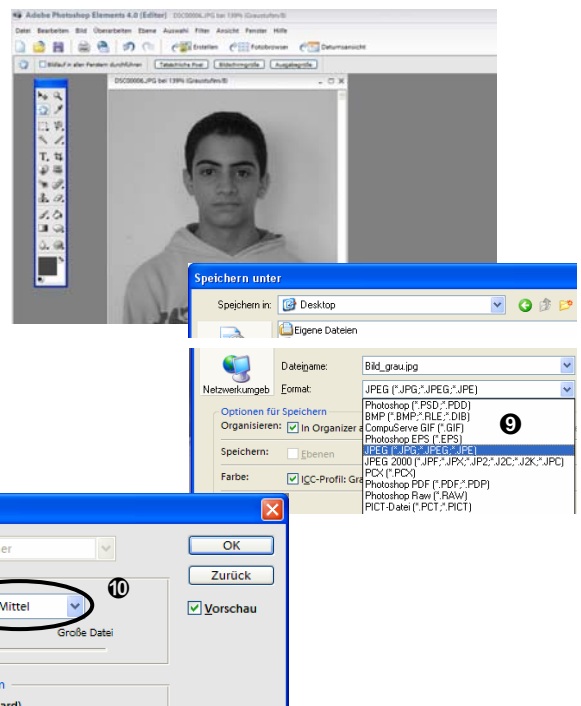 Adobe Photoshop Elements 4.0 (Editor) DSC00006.JPG bei 139% (Graustufen/8)
Datei Bearbeiten Bild Überarbeiten Ebene Auswahl Filter Ansicht Fenster Hilfe
Erstellen Fotobrowser Datumsansicht
Bildlauf in allen Fenstern durchführen Tatsächliche Pixel Bildschirmgröße Ausgabegröße
DSC00006.JPG bei 139% (Graustufen/8)
Speichern unter
Speichern in: Desktop
Eigene Dateien
Netzwerkumgeb
Dateiname: Bild_grau.jpg
Format: JPEG (*.JPG;*.JPEG;*.JPE)
Photoshop (*.PSD;*.PDD)
BMP (*.BMP;*.RLE;*.DIB)
CompuServe GIF (*.GIF)
Photoshop EPS (*.EPS)
JPEG (*.JPG;*.JPEG;*.JPE)
JPEG 2000 (*.JPF;*.JPX;*.JP2;*.J2C;*.J2K;*.JPC)
PCX (*.PCX)
Photoshop PDF (*.PDF;*.PDP)
Photoshop Raw (*.RAW)
PICT-Datei (*.PCT;*.PICT)
❾
Optionen für Speichern
Organisieren: In Organizer a
Speichern: Ebenen
Farbe: ICC-Profil: Gra
er
OK
Zurück
Vorschau
Mittel
❿
Große Datei
n
ard)